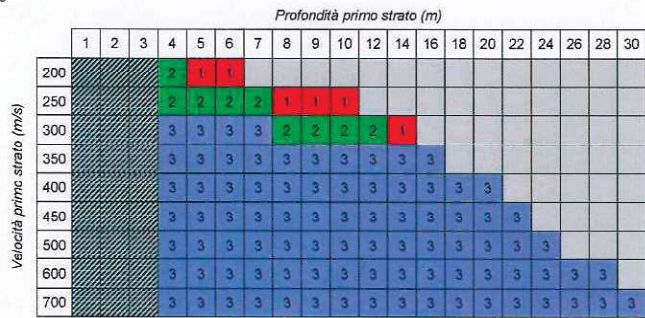 Profondità primo strato (m)
1 2 3 4 5 6 7 8 9 10 12 14 16 18 20 22 24 26 28 30
Velocità primo strato (m/s)
200 2 1 1
250 2 2 2 2 1 1 1
300 3 3 3 3 2 2 2 2 1
350 3 3 3 3 3 3 3 3 3 3
400 3 3 3 3 3 3 3 3 3 3 3 3
450 3 3 3 3 3 3 3 3 3 3 3 3 3
500 3 3 3 3 3 3 3 3 3 3 3 3 3 3
600 3 3 3 3 3 3 3 3 3 3 3 3 3 3 3 3
700 3 3 3 3 3 3 3 3 3 3 3 3 3 3 3 3 3